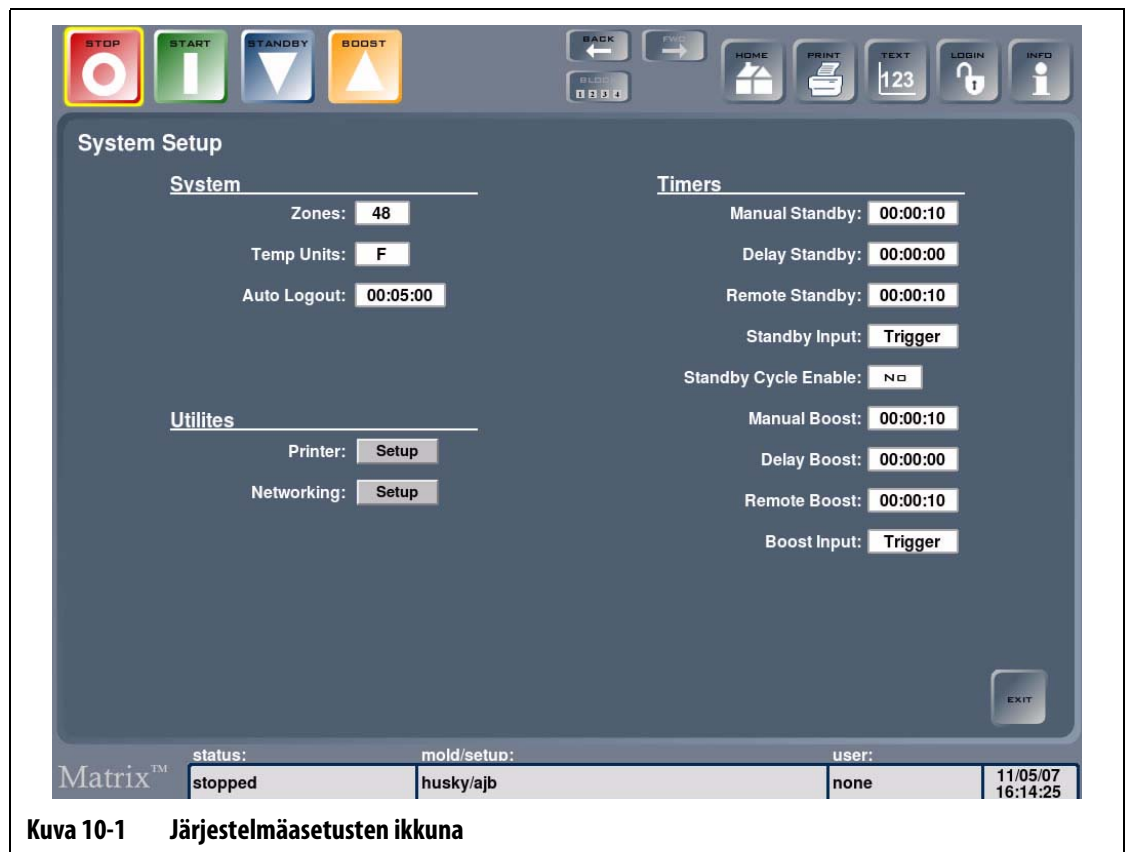 STOP
START
STANDBY
BOOST
BACK
FWD
BLOCK
1 2 3 4
HOME
PRINT
TEXT
123
LOGIN
INFO
System Setup
System
Zones: 48
Temp Units: F
Auto Logout: 00:05:00
Utilites
Printer: Setup
Networking: Setup
Timers
Manual Standby: 00:00:10
Delay Standby: 00:00:00
Remote Standby: 00:00:10
Standby Input: Trigger
Standby Cycle Enable: No
Manual Boost: 00:00:10
Delay Boost: 00:00:00
Remote Boost: 00:00:10
Boost Input: Trigger
EXIT
Matrix™
status:
stopped
mold/setup:
husky/ajb
user:
none
11/05/07
16:14:25
Kuva 10-1 Järjestelmäasetusten ikkuna